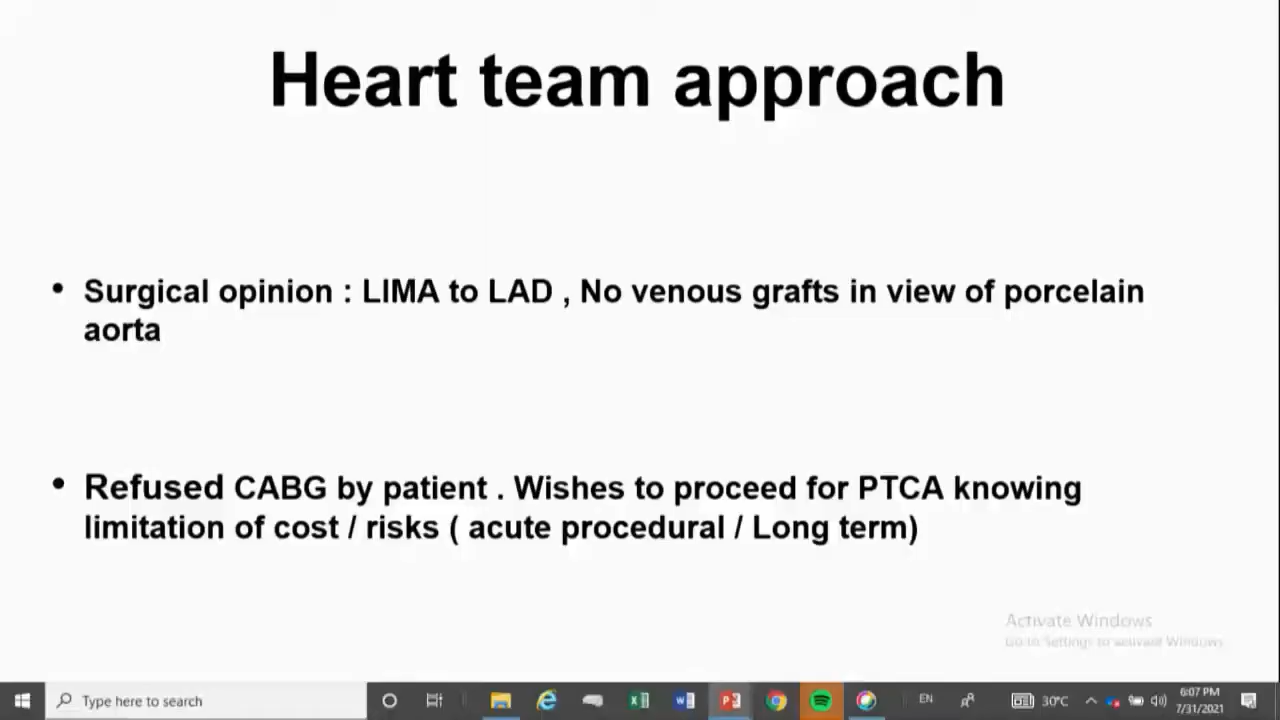 Heart team approach
• Surgical opinion : LIMA to LAD , No venous grafts in view of porcelain
aorta
• Refused CABG by patient . Wishes to proceed for PTCA knowing
limitation of cost / risks ( acute procedural / Long term)
Activate Windows
Go to Settings to activate Windows.
Type here to search
EN
30°C
6:07 PM
7/31/2021